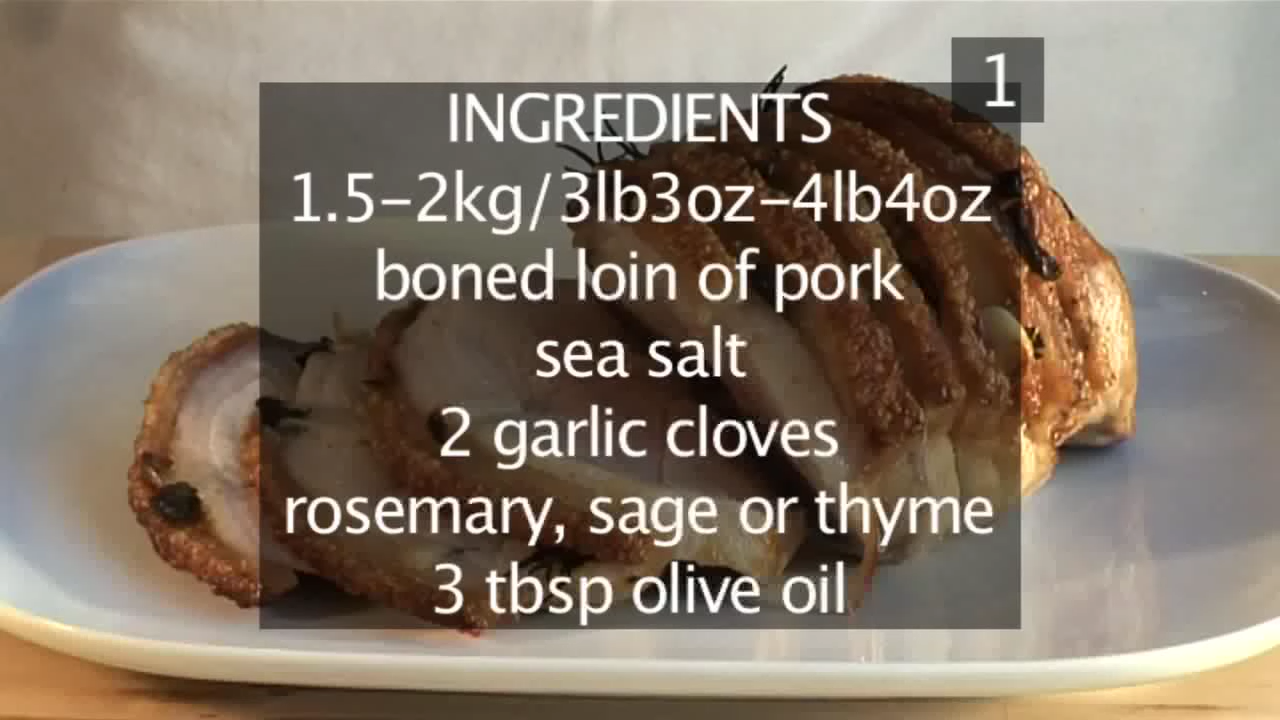 1
INGREDIENTS
1.5–2kg/3lb3oz–4lb4oz
boned loin of pork
sea salt
2 garlic cloves
rosemary, sage or thyme
3 tbsp olive oil